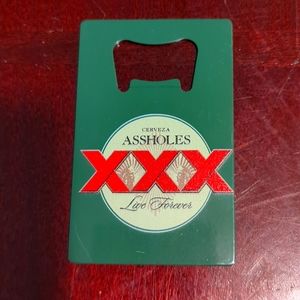 CERVEZA
ASSHOLES
XXX
Live Forever